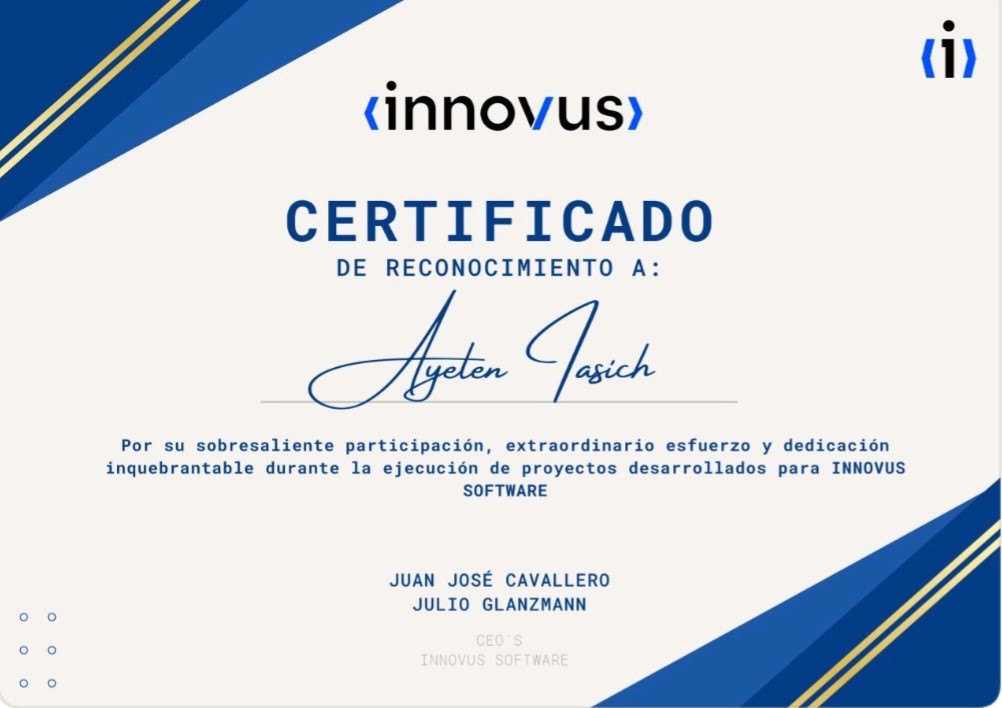 innovus
i
CERTIFICADO
DE RECONOCIMIENTO A:
Ayelen Iasich
Por su sobresaliente participación, extraordinario esfuerzo y dedicación
inquebrantable durante la ejecución de proyectos desarrollados para INNOVUS
SOFTWARE
JUAN JOSÉ CAVALLERO
JULIO GLANZMANN
CEO´S
INNOVUS SOFTWARE